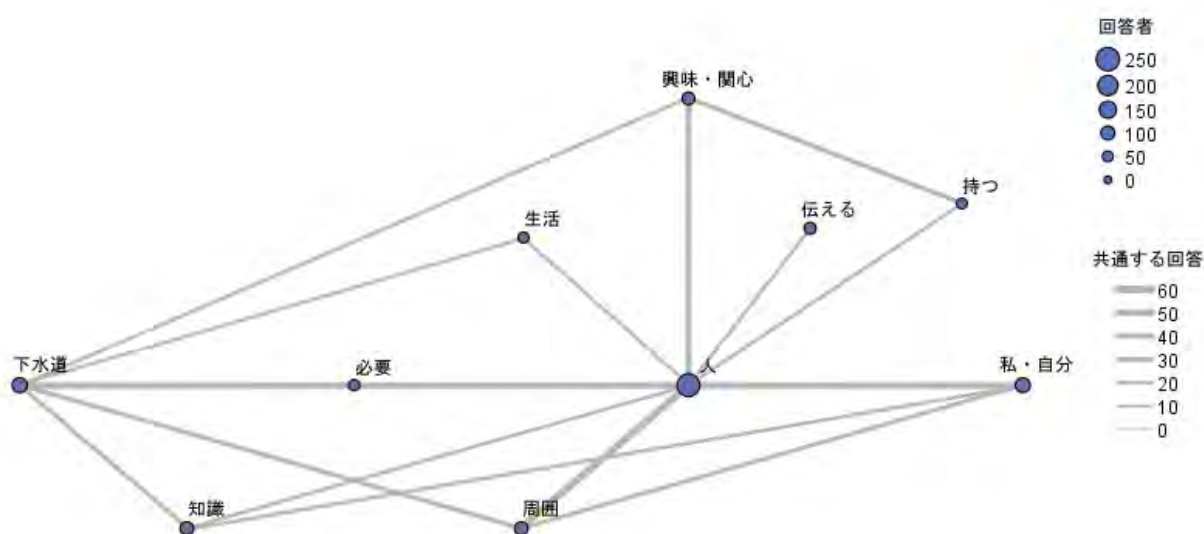 回答者
250
200
150
100
50
0
興味・関心
持つ
伝える
生活
共通する回答
60
50
40
30
20
10
0
下水道
必要
人
私・自分
知識
周囲